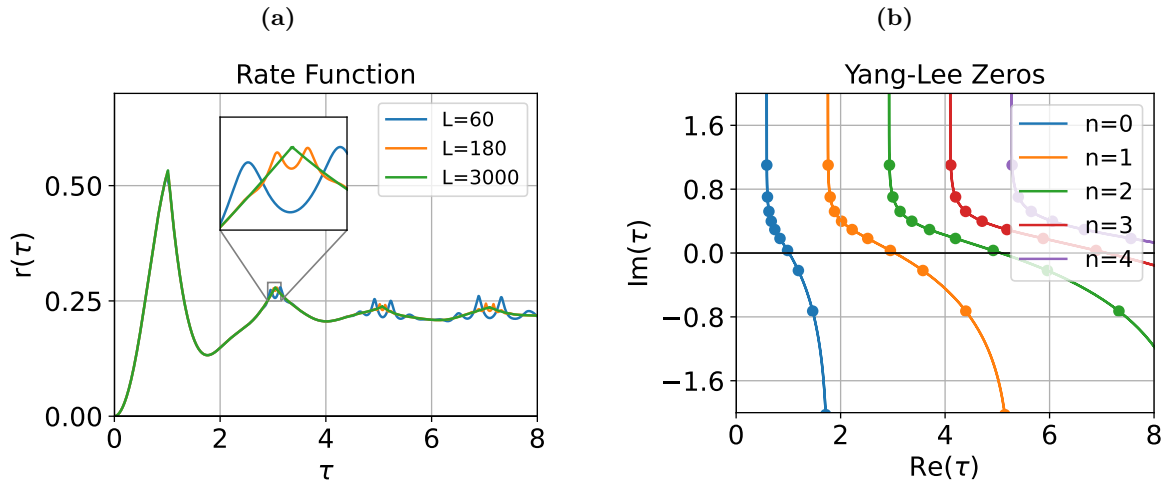 (a)
Rate Function
r(τ)
0.50
0.25
0.00
L=60
L=180
L=3000
0 2 4 6 8
τ
(b)
Yang-Lee Zeros
Im(τ)
1.6
0.8
0.0
−0.8
−1.6
n=0
n=1
n=2
n=3
n=4
0 2 4 6 8
Re(τ)